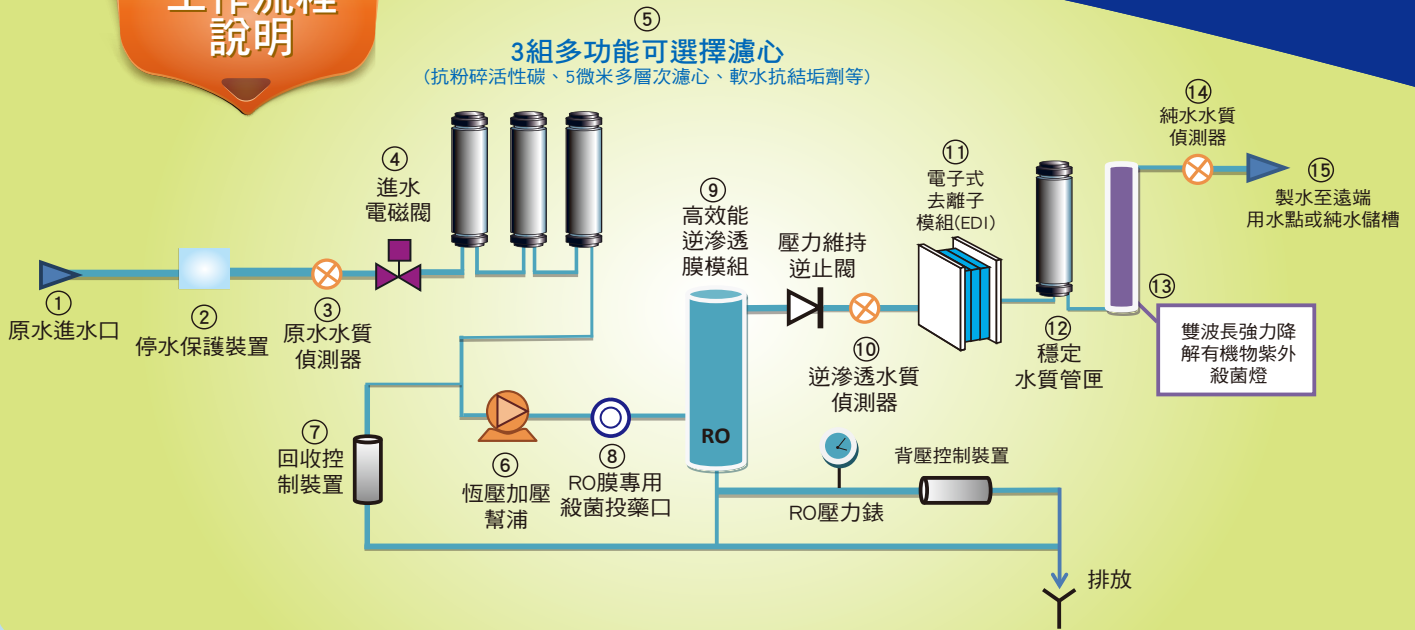 工作流程
說明
⑤
3組多功能可選擇濾心
(抗粉碎活性碳、5微米多層次濾心、軟水抗結垢劑等)
①
原水進水口
②
停水保護裝置
③
原水水質
偵測器
④
進水
電磁閥
⑥
恆壓加壓
幫浦
⑦
回收控
制裝置
⑧
RO膜專用
殺菌投藥口
⑨
高效能
逆滲透
膜模組
RO
壓力維持
逆止閥
⑩
逆滲透水質
偵測器
RO壓力錶
背壓控制裝置
排放
⑪
電子式
去離子
模組(EDI)
⑫
穩定
水質管匣
⑬
雙波長強力降
解有機物紫外
殺菌燈
⑭
純水水質
偵測器
⑮
製水至遠端
用水點或純水儲槽